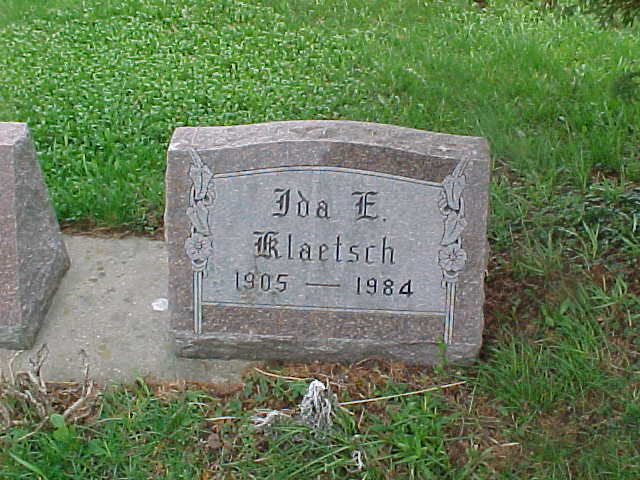 Ida E.
Klaetsch
1905 — 1984